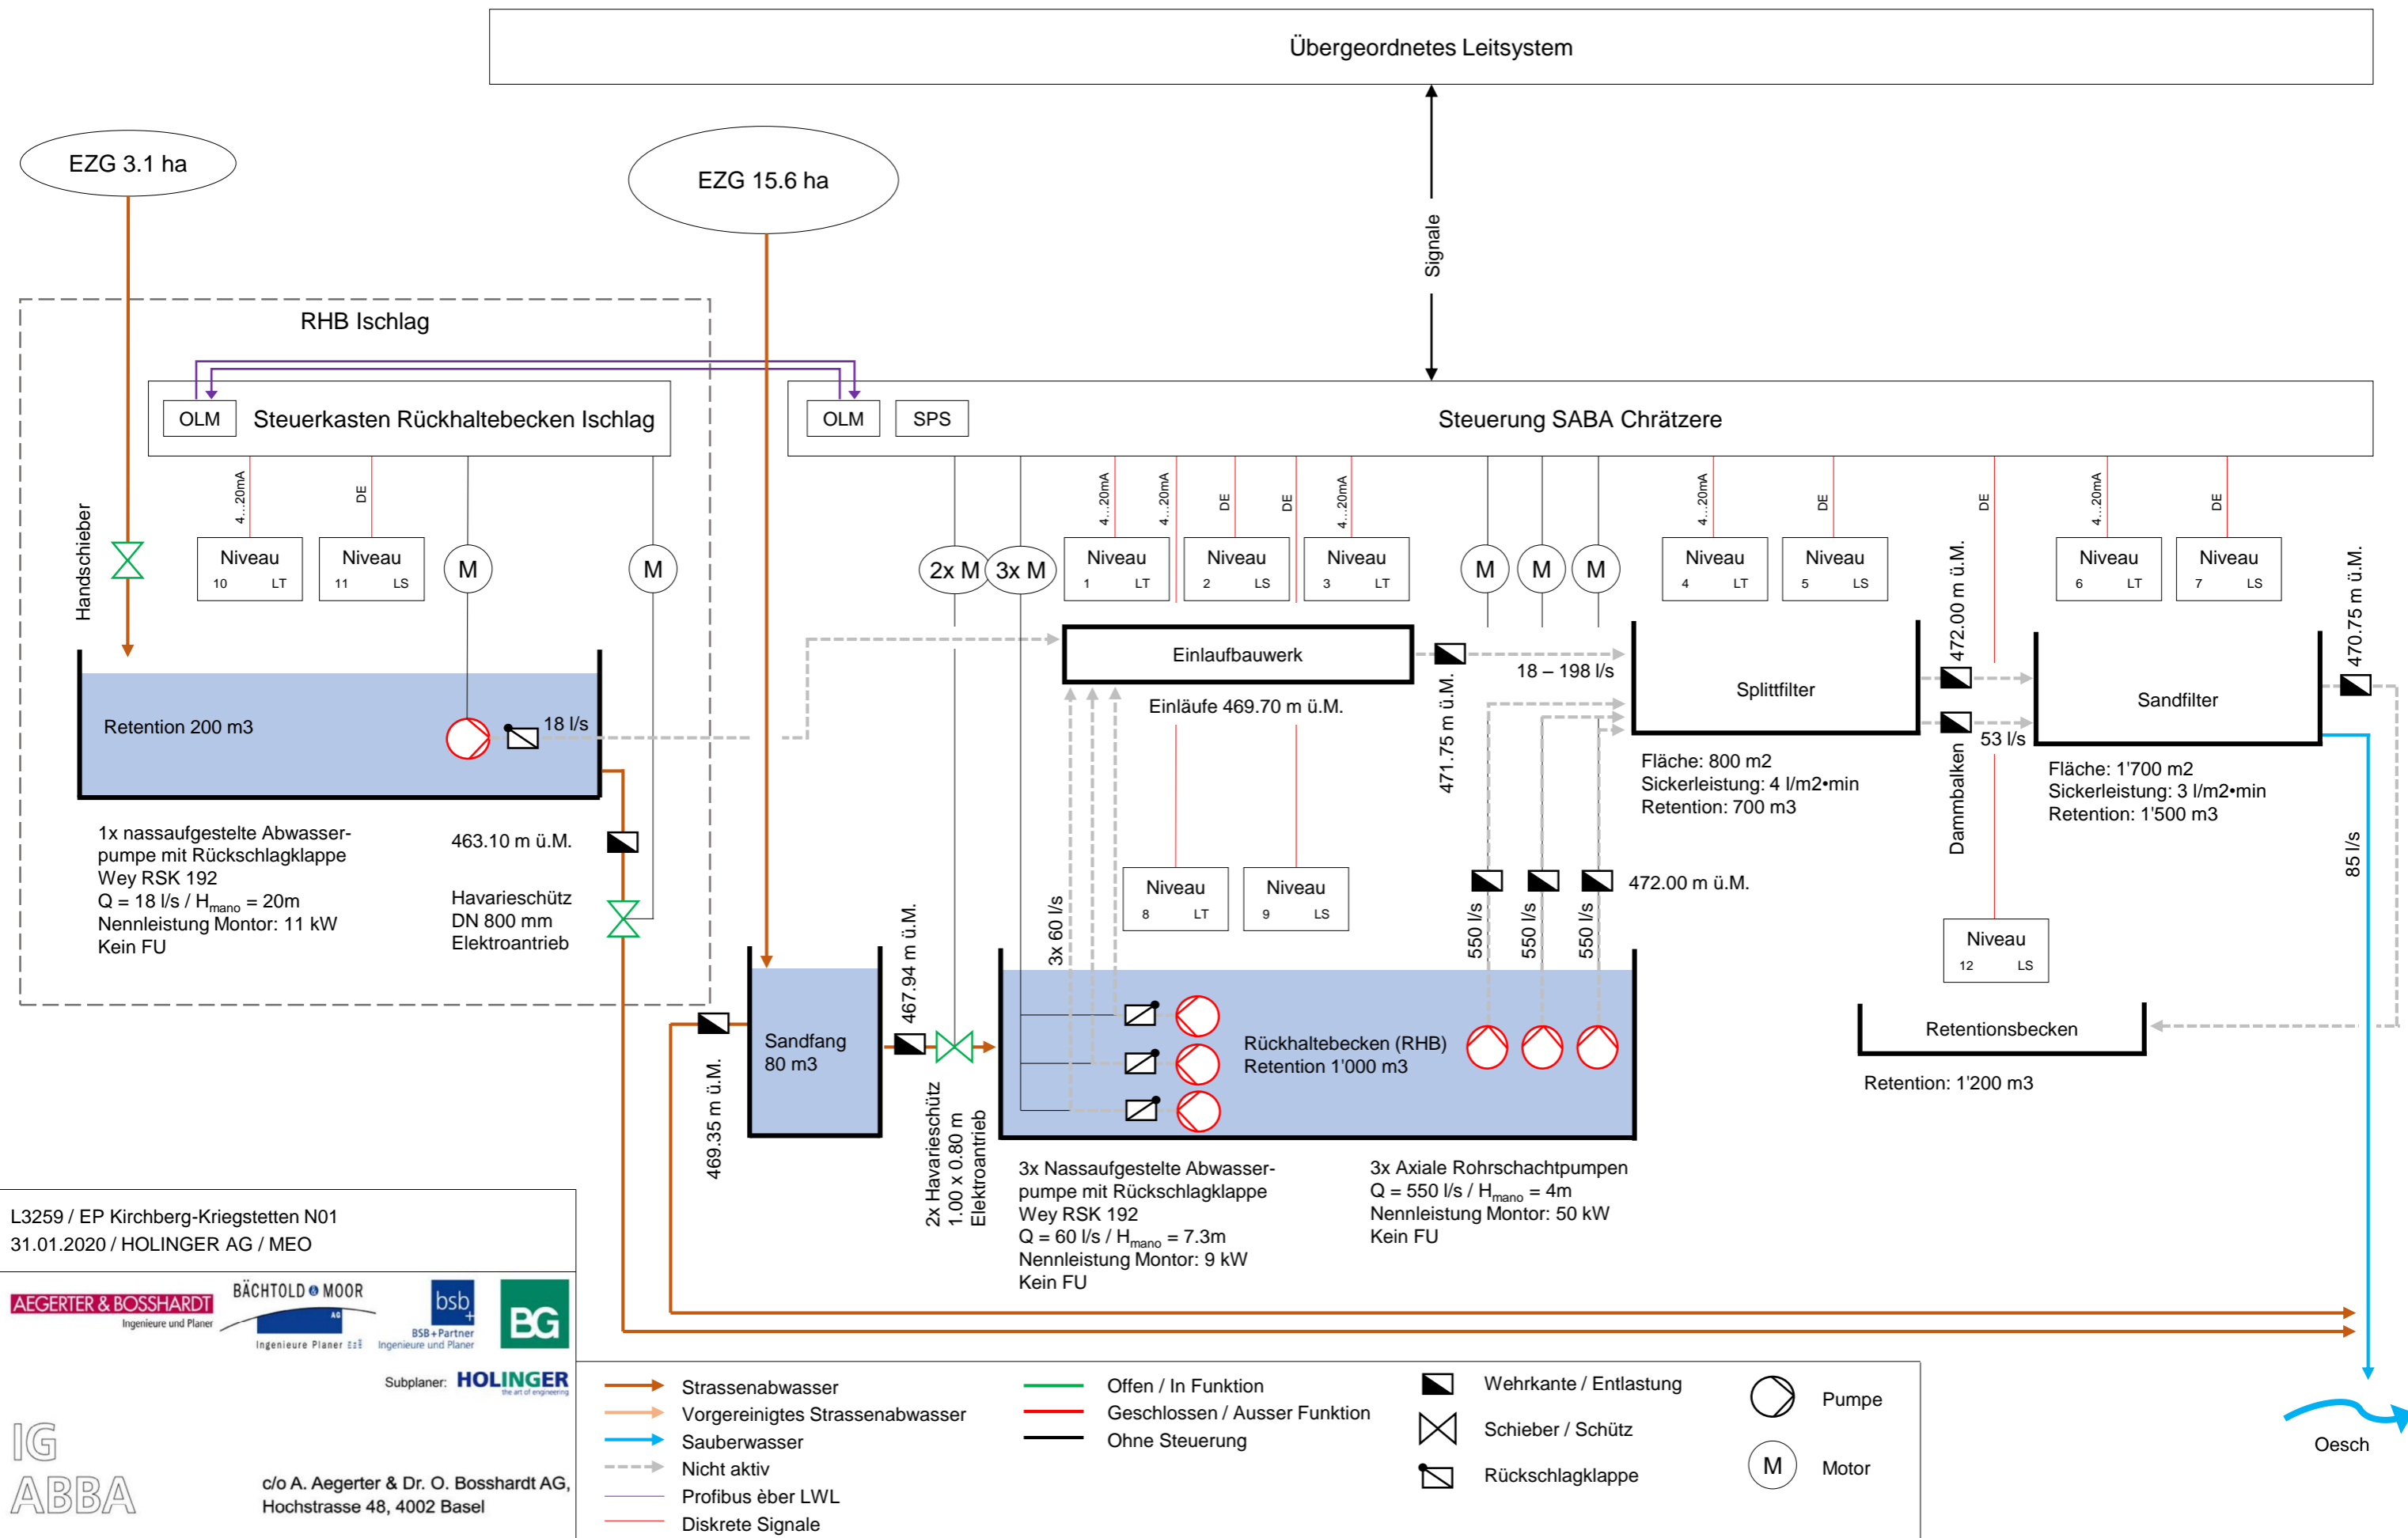 Übergeordnetes Leitsystem
EZG 3.1 ha
EZG 15.6 ha
Signale
RHB Ischlag
OLM
Steuerkasten Rückhaltebecken Ischlag
OLM
SPS
Steuerung SABA Chrätzere
Handschieber
4...20mA
DE
4...20mA
4...20mA
DE
DE
4...20mA
4...20mA
DE
DE
4...20mA
DE
Niveau
10 LT
Niveau
11 LS
M
M
2x M
3x M
Niveau
1 LT
Niveau
2 LS
Niveau
3 LT
M
M
M
Niveau
4 LT
Niveau
5 LS
Niveau
6 LT
Niveau
7 LS
Retention 200 m3
18 l/s
Einlaufbauwerk
Einläufe 469.70 m ü.M.
471.75 m ü.M.
18 – 198 l/s
Splittfilter
472.00 m ü.M.
53 l/s
Dammbalken
Sandfilter
470.75 m ü.M.
Fläche: 800 m2
Sickerleistung: 4 l/m2•min
Retention: 700 m3
Fläche: 1'700 m2
Sickerleistung: 3 l/m2•min
Retention: 1'500 m3
85 l/s
1x nassaufgestelte Abwasser-
pumpe mit Rückschlagklappe
Wey RSK 192
Q = 18 l/s / Hmano = 20m
Nennleistung Montor: 11 kW
Kein FU
463.10 m ü.M.
Havarieschütz
DN 800 mm
Elektroantrieb
Niveau
8 LT
Niveau
9 LS
3x 60 l/s
550 l/s
550 l/s
550 l/s
472.00 m ü.M.
Niveau
12 LS
Sandfang
80 m3
469.35 m ü.M.
467.94 m ü.M.
2x Havarieschütz
1.00 x 0.80 m
Elektroantrieb
Rückhaltebecken (RHB)
Retention 1'000 m3
Retentionsbecken
Retention: 1'200 m3
3x Nassaufgestelte Abwasser-
pumpe mit Rückschlagklappe
Wey RSK 192
Q = 60 l/s / Hmano = 7.3m
Nennleistung Montor: 9 kW
Kein FU
3x Axiale Rohrschachtpumpen
Q = 550 l/s / Hmano = 4m
Nennleistung Montor: 50 kW
Kein FU
L3259 / EP Kirchberg-Kriegstetten N01
31.01.2020 / HOLINGER AG / MEO
AEGERTER & BOSSHARDT
Ingenieure und Planer
BÄCHTOLD & MOOR
AG
Ingenieure Planer
bsb+
BSB+Partner
Ingenieure und Planer
BG
Subplaner: HOLINGER
the art of engineering
IG
ABBA
c/o A. Aegerter & Dr. O. Bosshardt AG,
Hochstrasse 48, 4002 Basel
Strassenabwasser
Vorgereinigtes Strassenabwasser
Sauberwasser
Nicht aktiv
Profibus èber LWL
Diskrete Signale
Offen / In Funktion
Geschlossen / Ausser Funktion
Ohne Steuerung
Wehrkante / Entlastung
Schieber / Schütz
Rückschlagklappe
Pumpe
M
Motor
Oesch